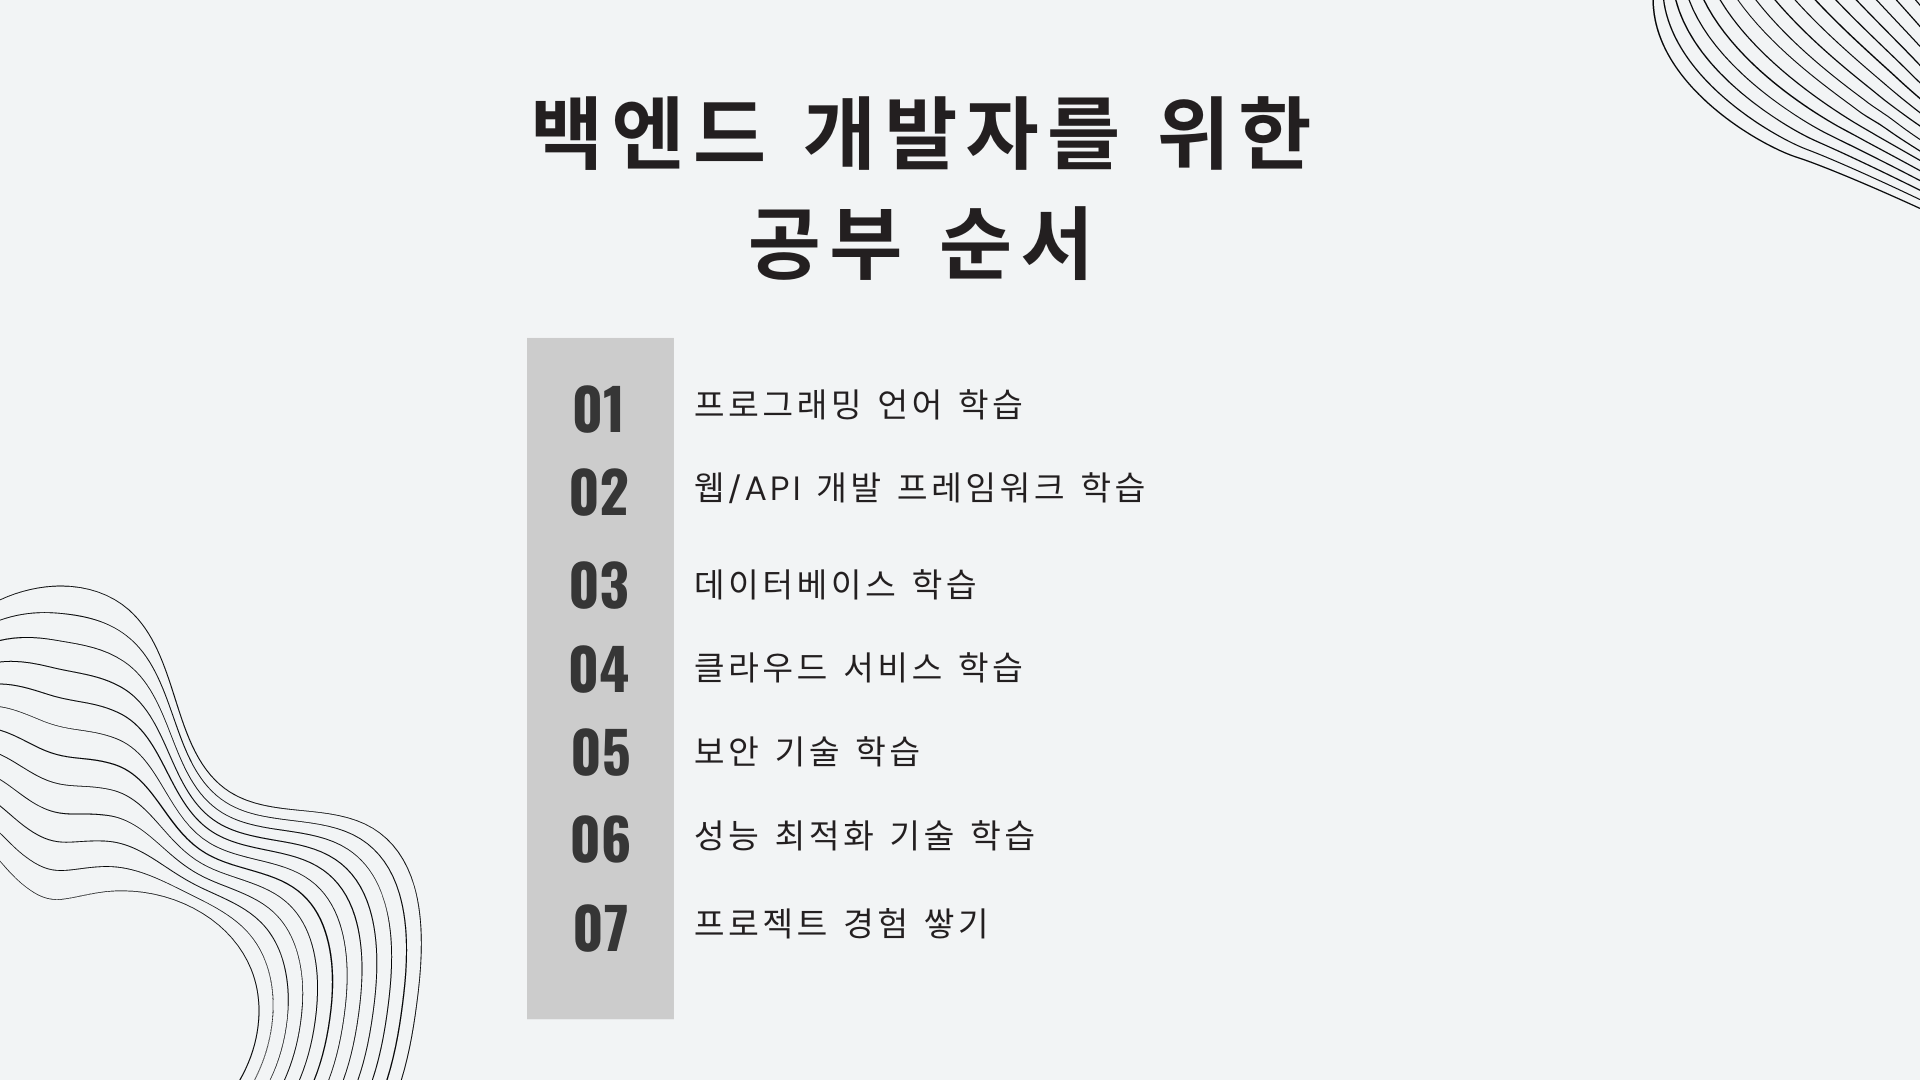 백엔드 개발자를 위한
공부 순서
01 프로그래밍 언어 학습
02 웹/API 개발 프레임워크 학습
03 데이터베이스 학습
04 클라우드 서비스 학습
05 보안 기술 학습
06 성능 최적화 기술 학습
07 프로젝트 경험 쌓기